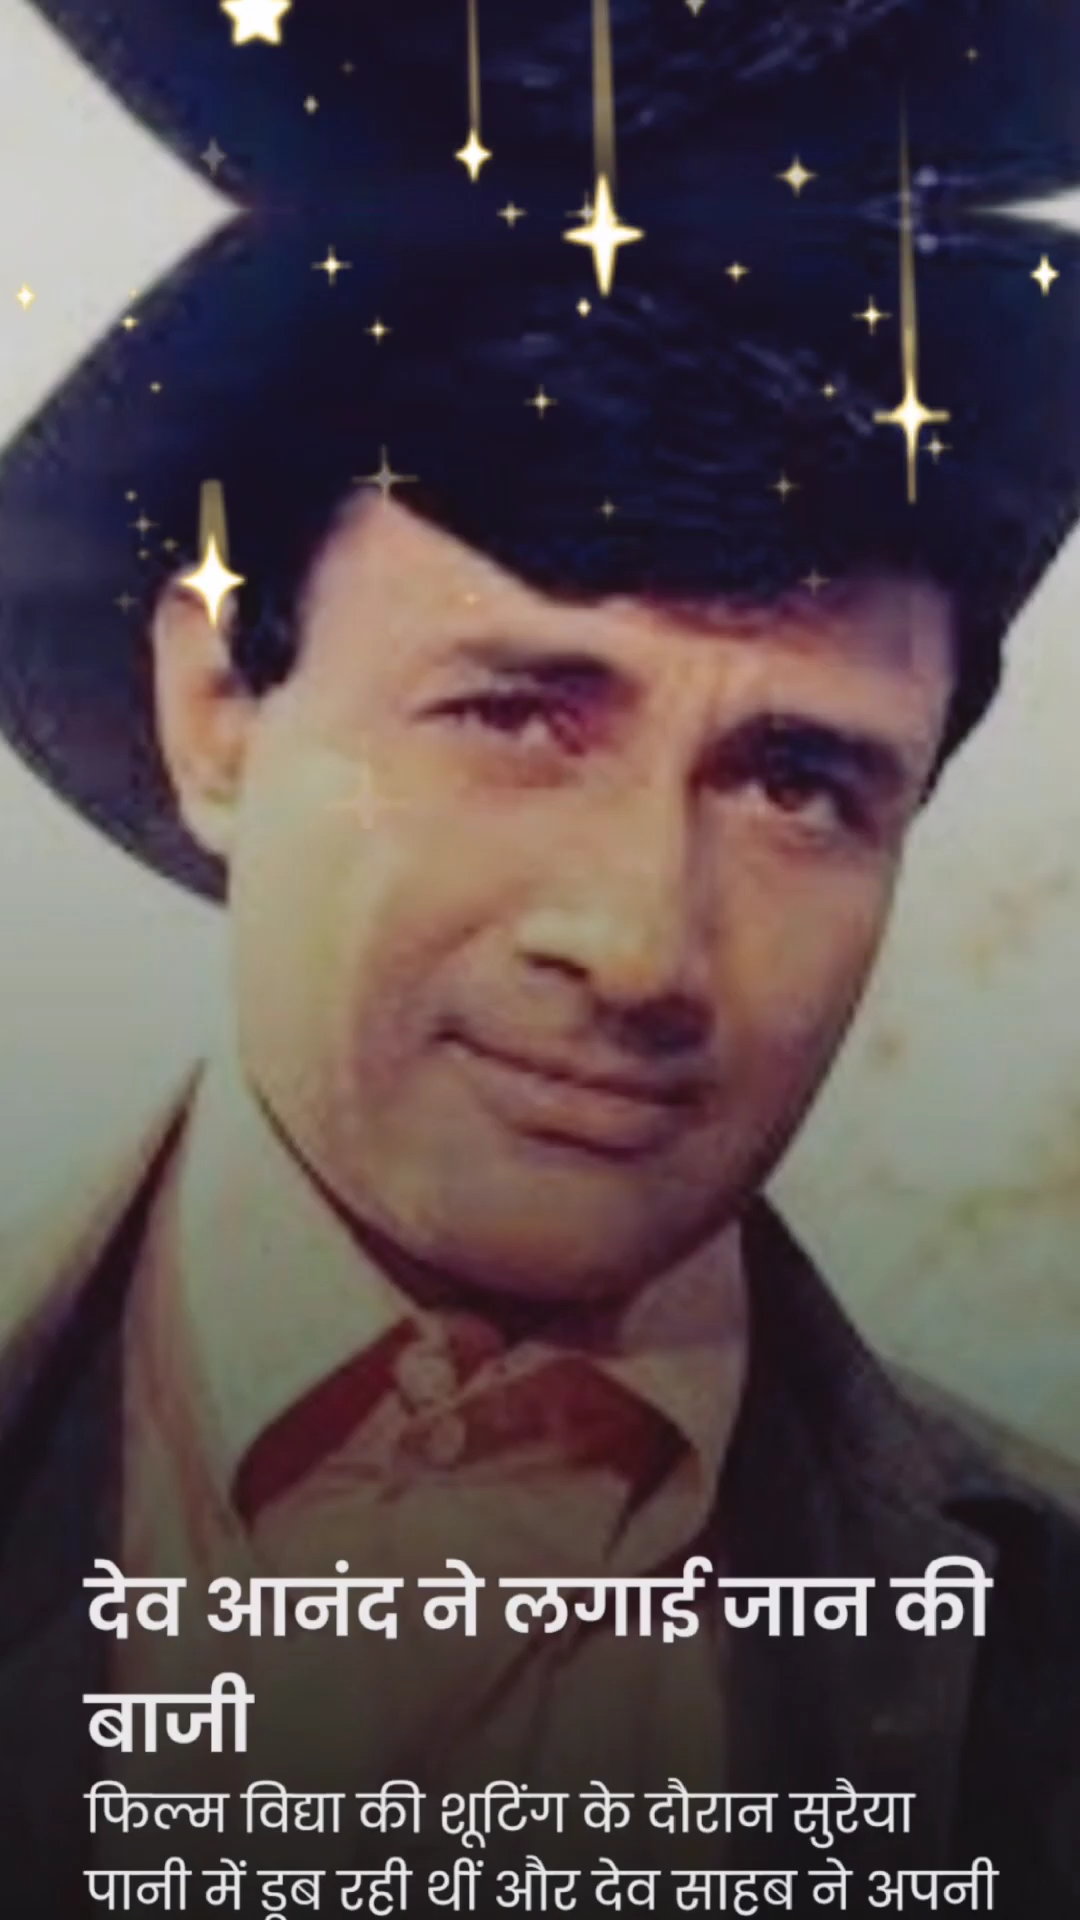 देव आनंद ने लगाई जान की
बाजी
फिल्म विद्या की शूटिंग के दौरान सुरैया
पानी में डूब रही थीं और देव साहब ने अपनी